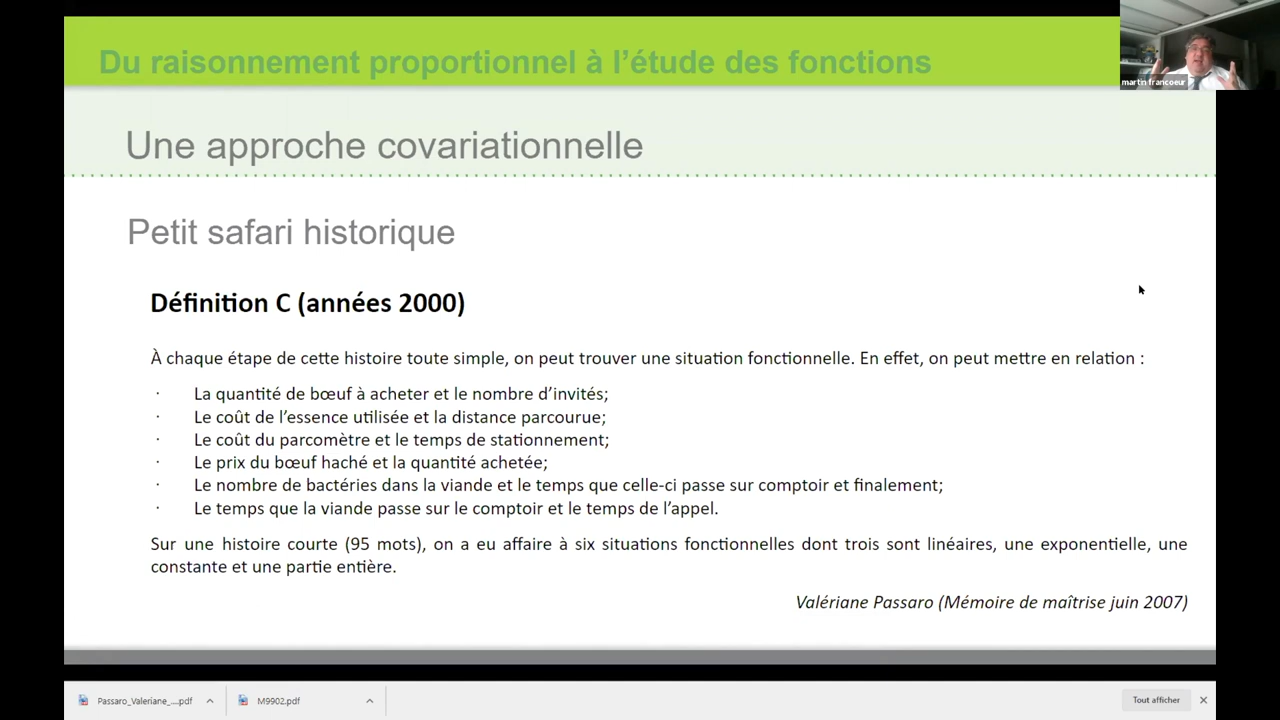 Du raisonnement proportionnel à l'étude des fonctions
martin francoeur
Une approche covariationnelle
Petit safari historique
Définition C (années 2000)
À chaque étape de cette histoire toute simple, on peut trouver une situation fonctionnelle. En effet, on peut mettre en relation :
· La quantité de bœuf à acheter et le nombre d'invités;
· Le coût de l'essence utilisée et la distance parcourue;
· Le coût du parcomètre et le temps de stationnement;
· Le prix du bœuf haché et la quantité achetée;
· Le nombre de bactéries dans la viande et le temps que celle-ci passe sur comptoir et finalement;
· Le temps que la viande passe sur le comptoir et le temps de l'appel.
Sur une histoire courte (95 mots), on a eu affaire à six situations fonctionnelles dont trois sont linéaires, une exponentielle, une
constante et une partie entière.
Valériane Passaro (Mémoire de maîtrise juin 2007)
Passaro_Valeriane_....pdf
M9902.pdf
Tout afficher